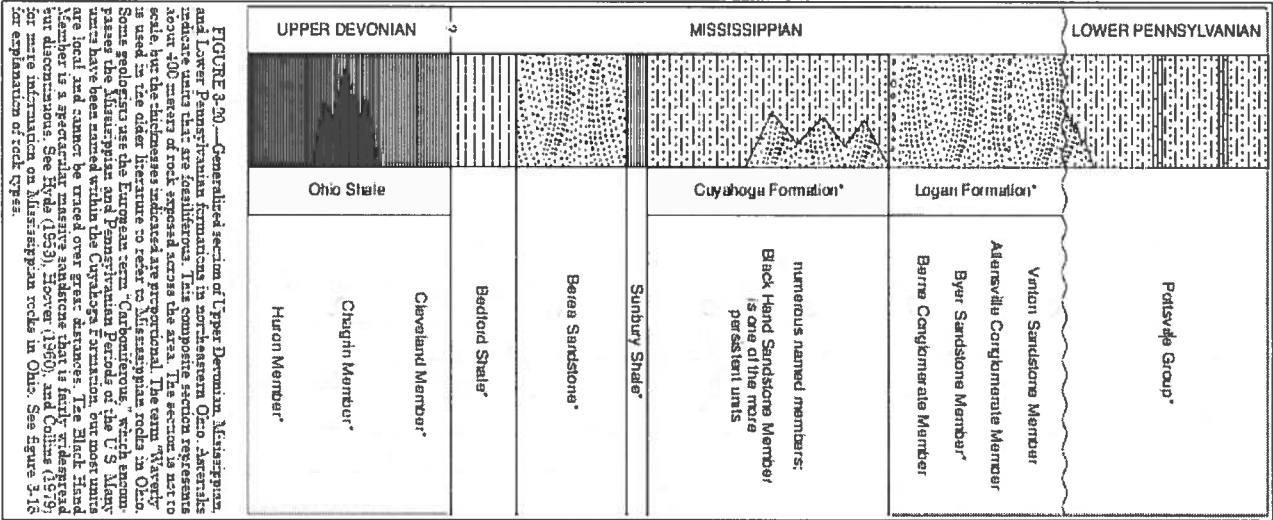 UPPER DEVONIAN
?
MISSISSIPPIAN
LOWER PENNSYLVANIAN
Ohio Shale
Cuyahoga Formation*
Logan Formation*
Huron Member*
Chagrin Member*
Cleveland Member*
Bedford Shale*
Berea Sandstone*
Sunbury Shale*
numerous named members;
Black Hand Sandstone Member
is one of the more
persistent units
Berne Conglomerate Member
Byer Sandstone Member*
Allensville Conglomerate Member
Vinton Sandstone Member
Pottsville Group*
FIGURE 3-20.—Generalized section of Upper Devonian, Mississippian,
and Lower Pennsylvanian formations in northeastern Ohio. Asterisks
indicate units that are fossiliferous. This composite section represents
about 400 meters of rock exposed across the area. The section is not to
scale, but the thicknesses indicated are proportional. The term "Waverly"
is used in the older literature to refer to Mississippian rocks in Ohio.
Some geologists use the European term "Carboniferous," which encom-
passes the Mississippian and Pennsylvanian Periods of the U.S. Many
units have been named within the Cuyahoga Formation, but most units
are local and cannot be traced over great distances. The Black Hand
Member is a spectacular massive sandstone that is fairly widespread
but discontinuous. See Hyde (1953), Hoover (1960), and Collins (1979)
for more information on Mississippian rocks in Ohio. See figure 3-18
for explanation of rock types.